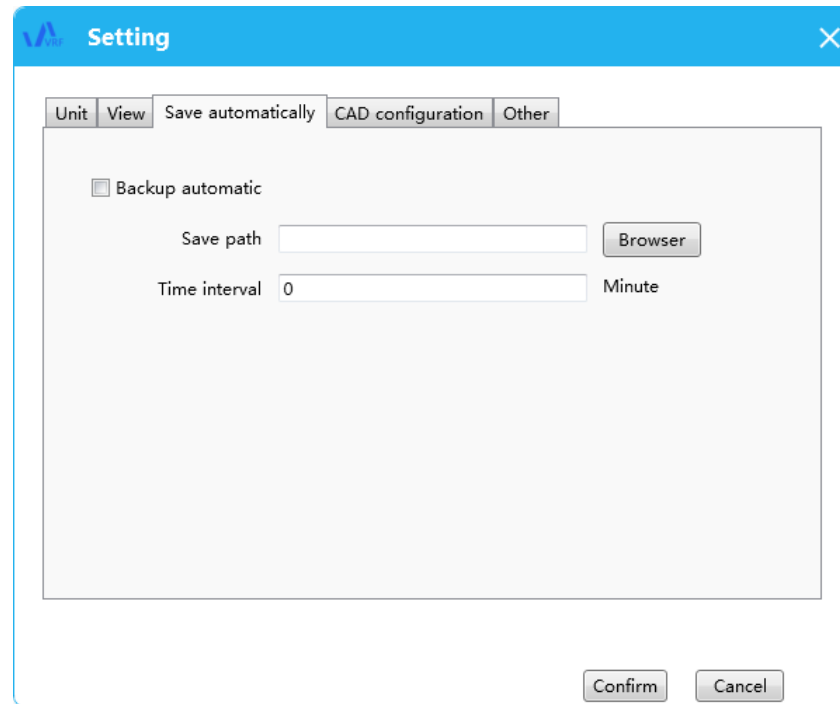 VRF Setting
Unit View Save automatically CAD configuration Other
Backup automatic
Save path Browser
Time interval 0 Minute
Confirm Cancel